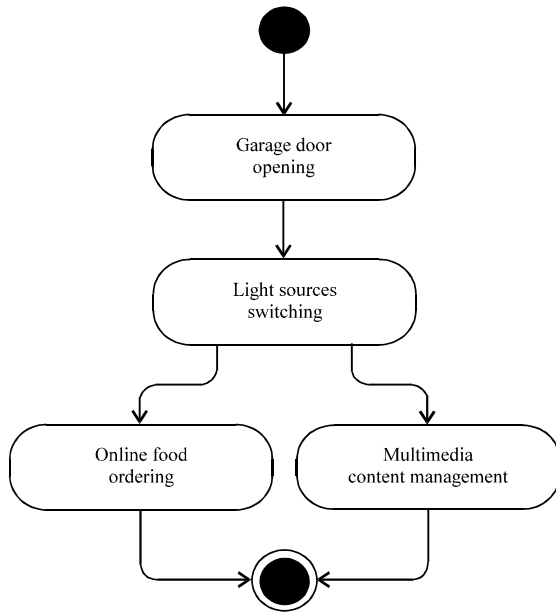 Garage door
opening
Light sources
switching
Online food
ordering
Multimedia
content management